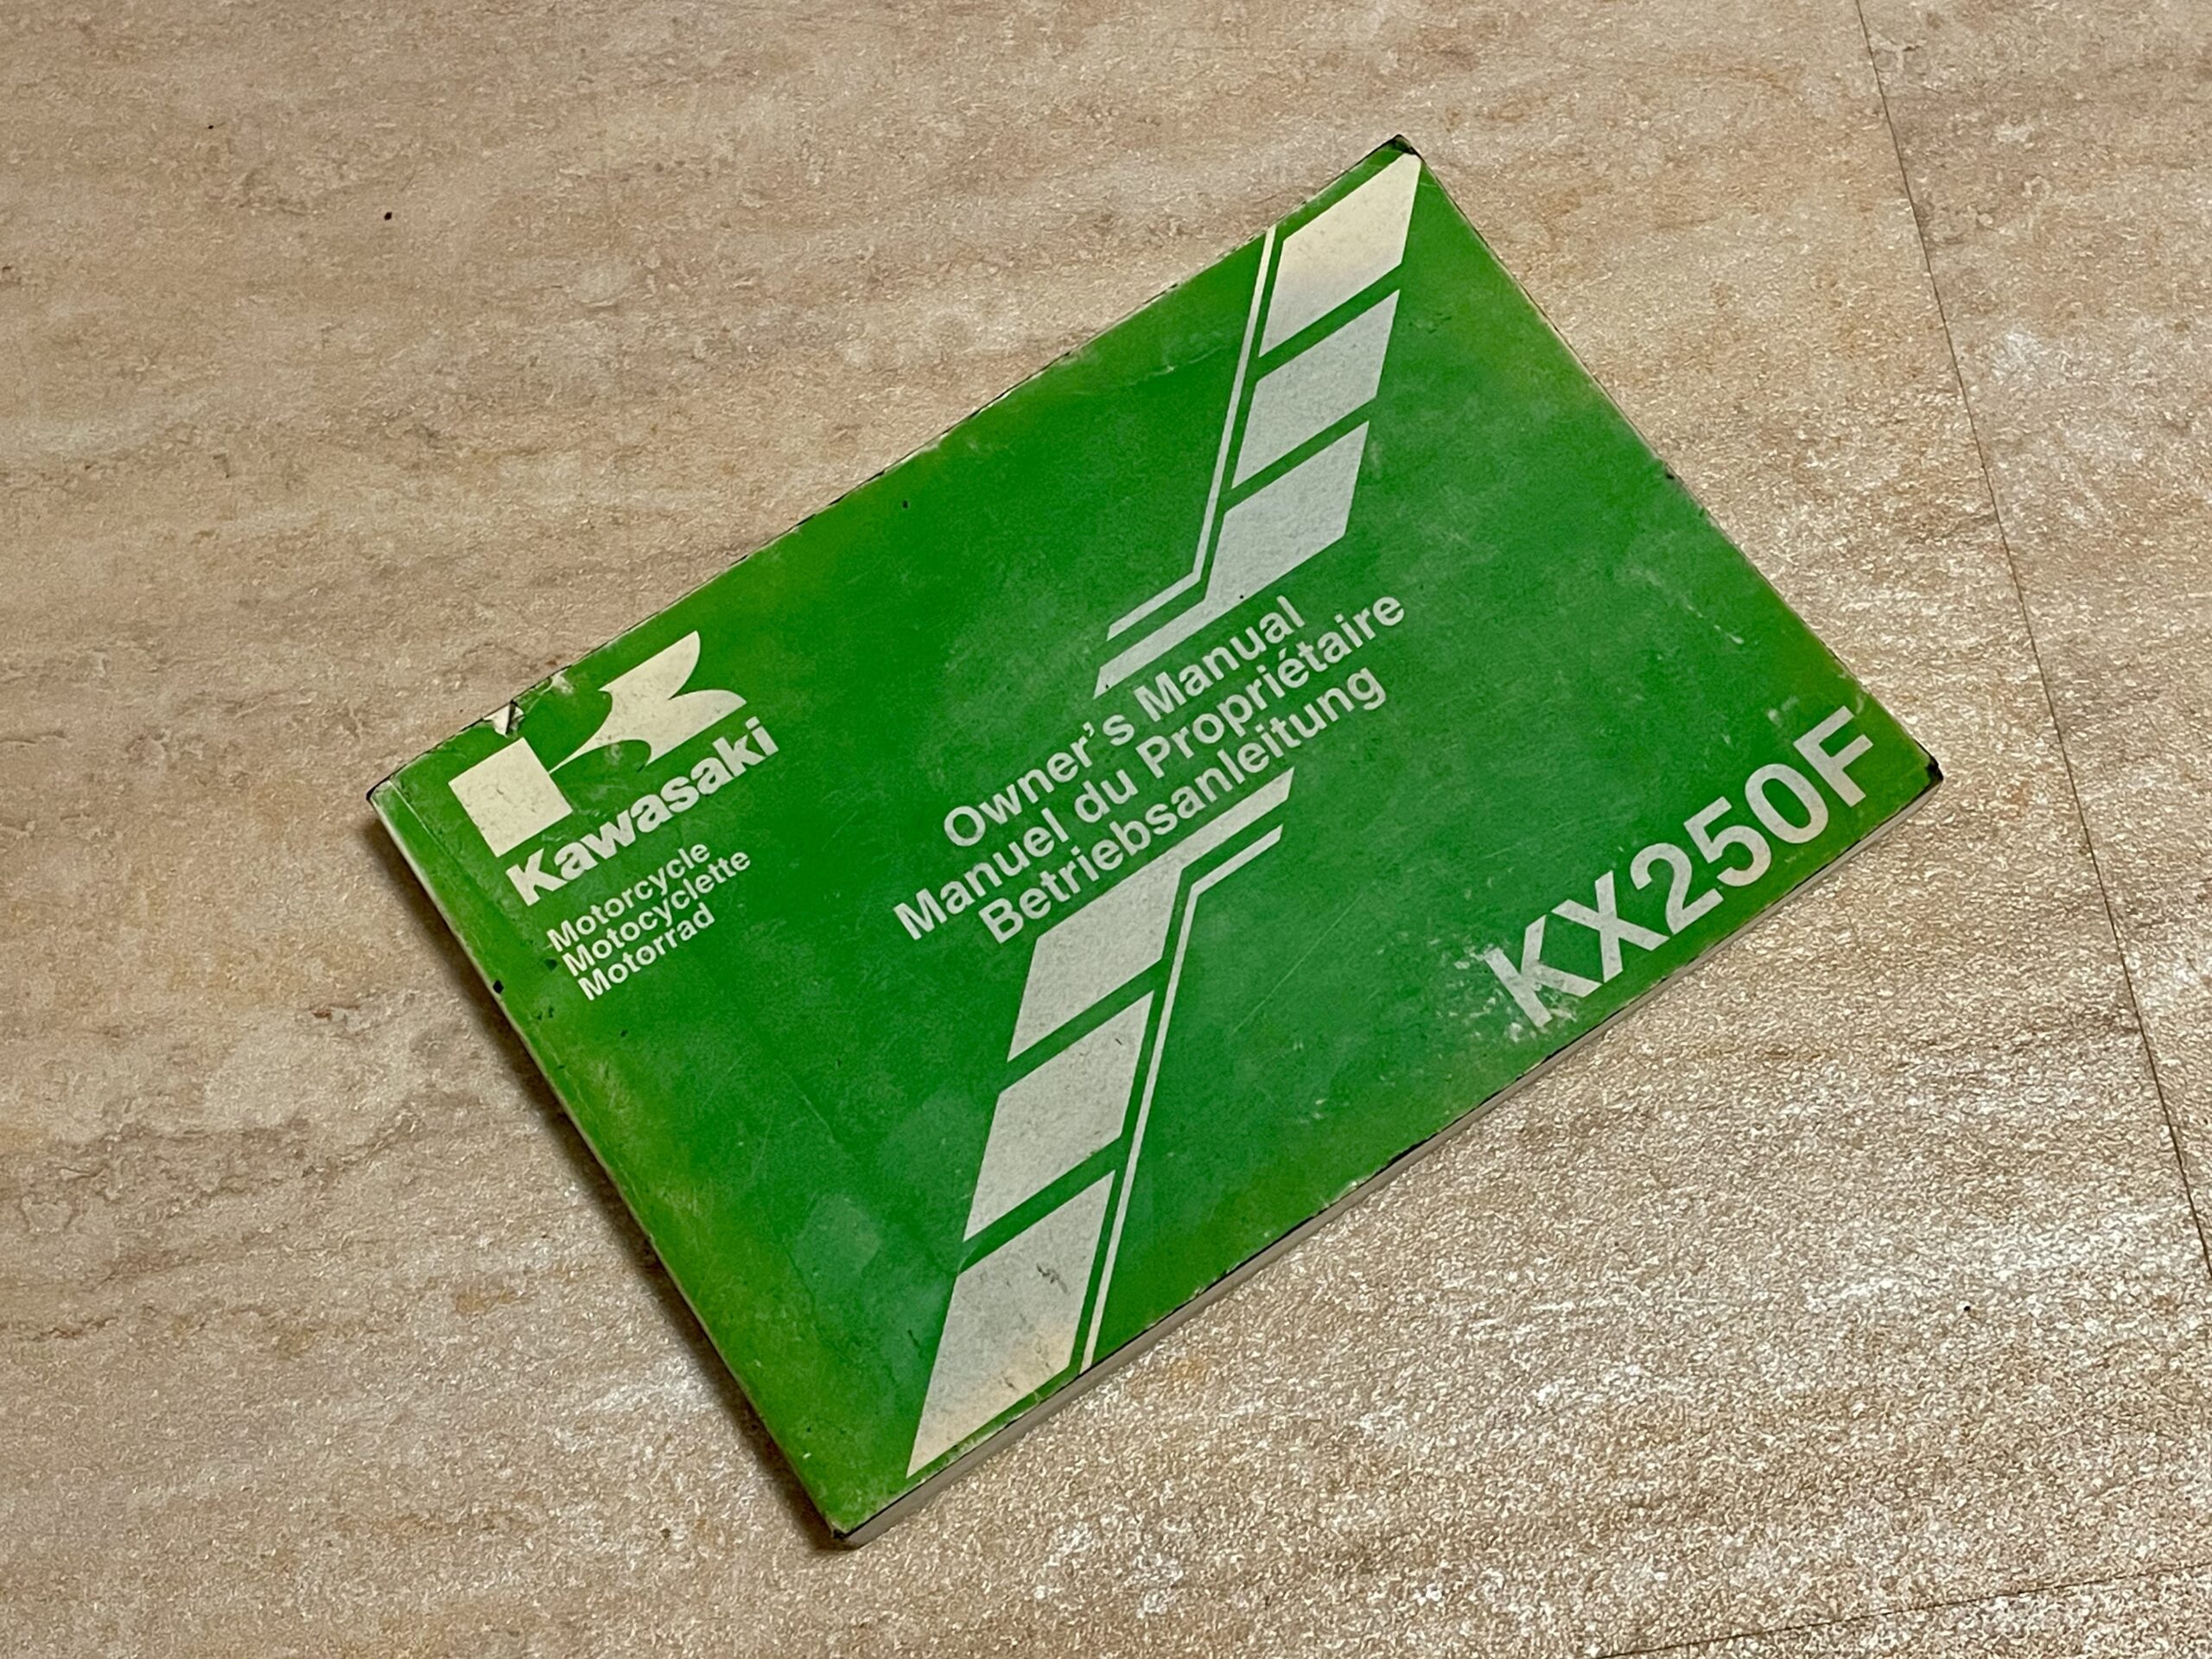 Kawasaki
Motorcycle
Motocyclette
Motorrad
Owner's Manual
Manuel du Propriétaire
Betriebsanleitung
KX250F